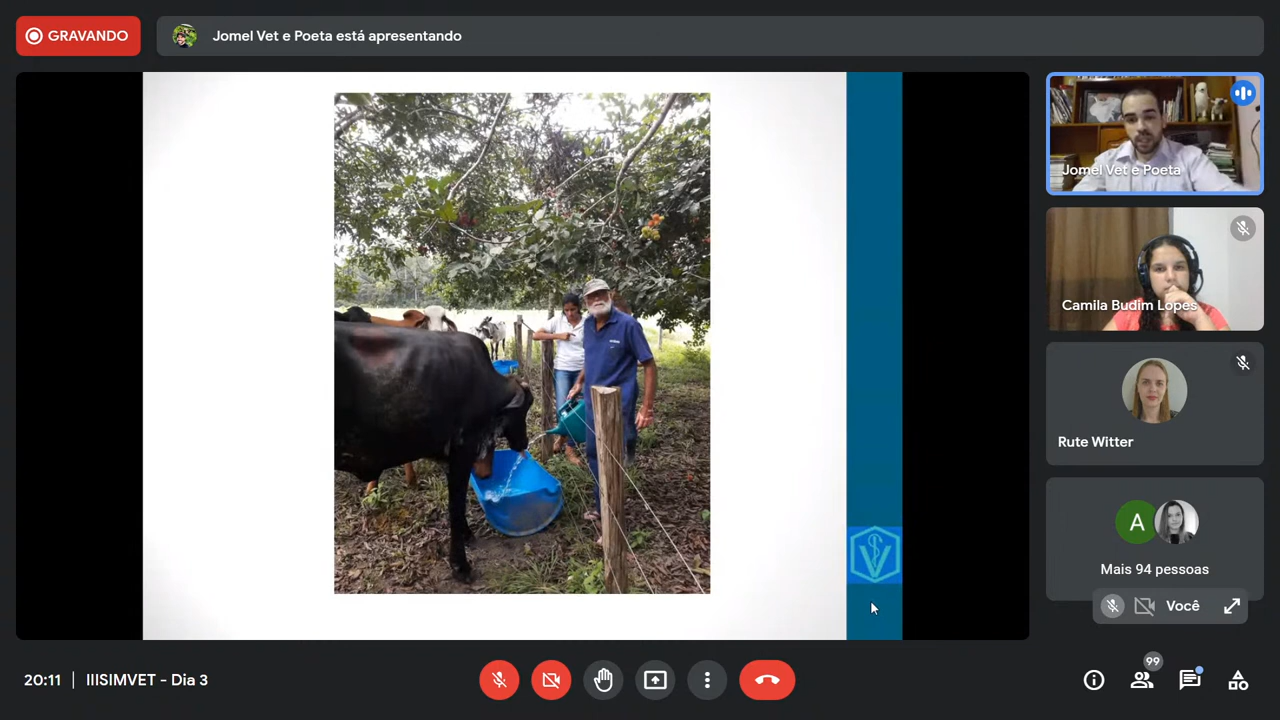 GRAVANDO
Jomel Vet e Poeta está apresentando
Jomel Vet e Poeta
Camila Budim Lopes
Rute Witter
A
Mais 94 pessoas
Você
V
20:11 | IIISIMVET - Dia 3
99